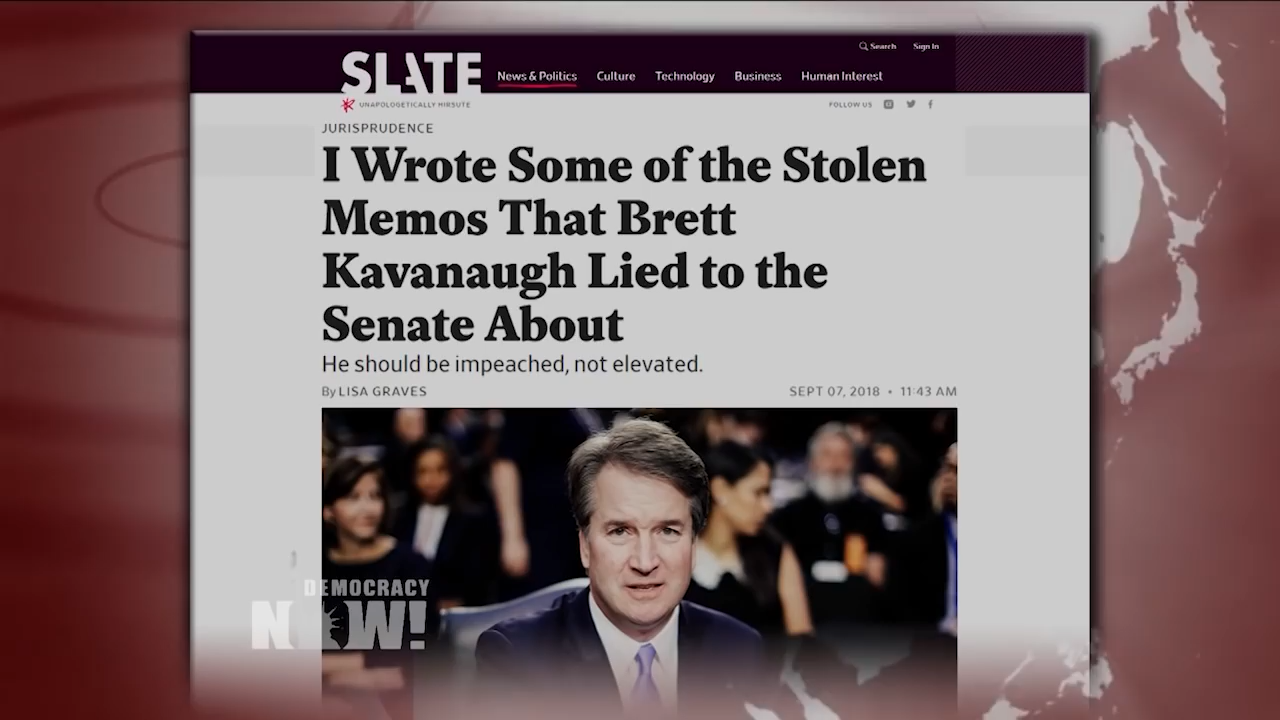 Search Sign In
SLATE
News & Politics Culture Technology Business Human Interest
UNAPOLOGETICALLY HIRSUTE
FOLLOW US
JURISPRUDENCE
I Wrote Some of the Stolen
Memos That Brett
Kavanaugh Lied to the
Senate About
He should be impeached, not elevated.
By LISA GRAVES SEPT 07, 2018 • 11:43 AM
DEMOCRACY
NOW!